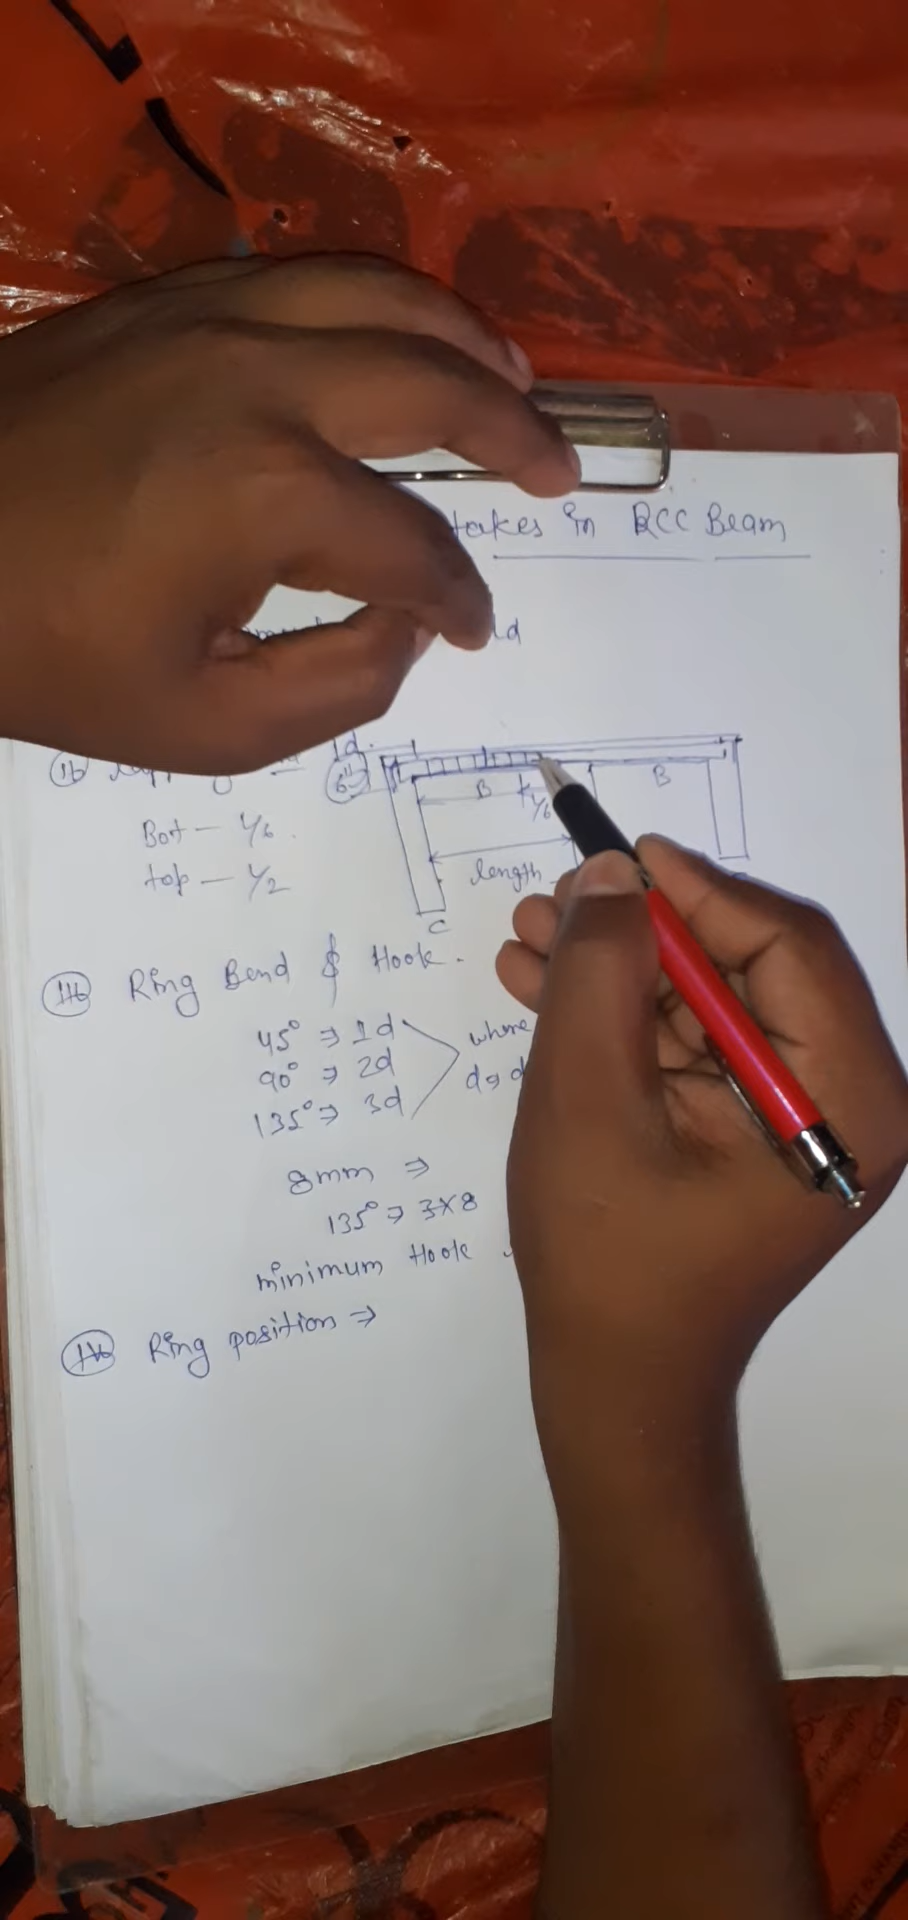 takes in RCC Beam
Ld
1d.
6"
B
B
L/6
Bot - L/6.
top - L/2
length
C
Ring Bend & Hook.
45° ⇒ 1d
90° ⇒ 2d
135° ⇒ 3d
where
8mm ⇒
135° ⇒ 3×8
minimum Hook
Ring position ⇒